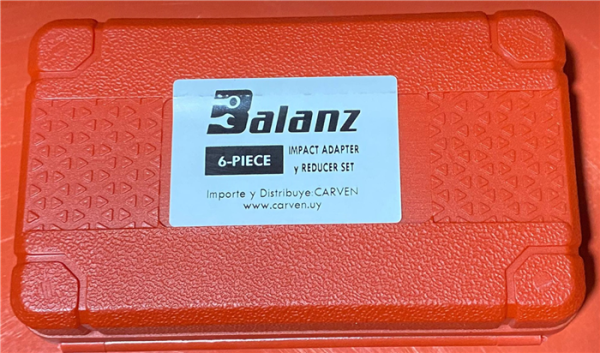 Balanz
6-PIECE
IMPACT ADAPTER
y REDUCER SET
Importe y Distribuye:CARVEN
www.carven.uy